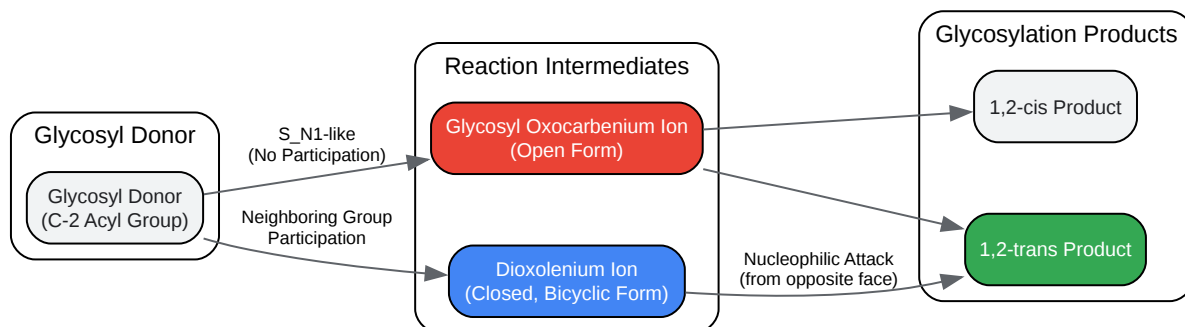 Glycosyl Donor
Glycosyl Donor
(C-2 Acyl Group)
S_N1-like
(No Participation)
Neighboring Group
Participation
Reaction Intermediates
Glycosyl Oxocarbenium Ion
(Open Form)
Dioxolenium Ion
(Closed, Bicyclic Form)
Nucleophilic Attack
(from opposite face)
Glycosylation Products
1,2-cis Product
1,2-trans Product